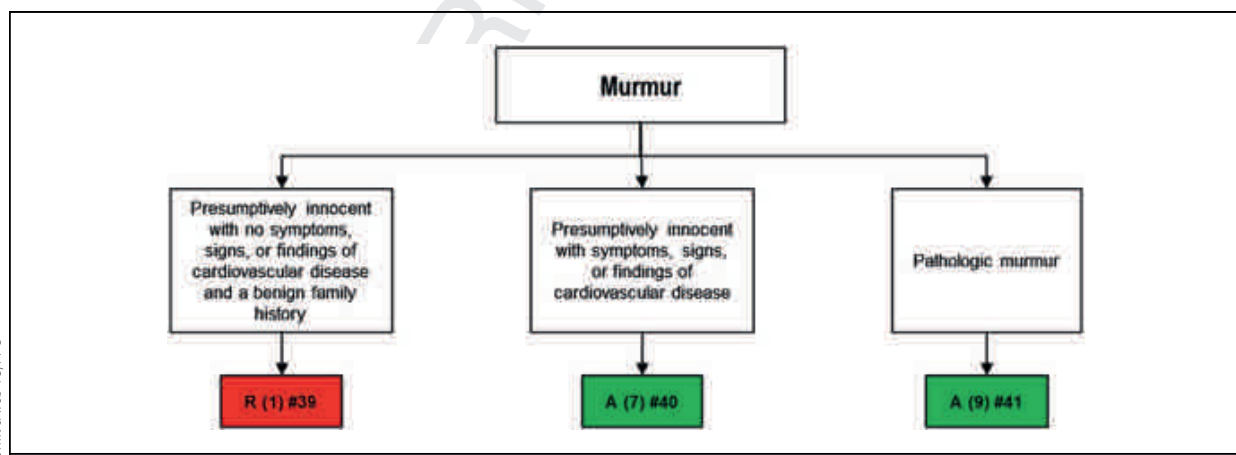 Murmur
Presumptively innocent
with no symptoms,
signs, or findings of
cardiovascular disease
and a benign family
history
Presumptively innocent
with symptoms, signs,
or findings of
cardiovascular disease
Pathologic murmur
R (1) #39
A (7) #40
A (9) #41